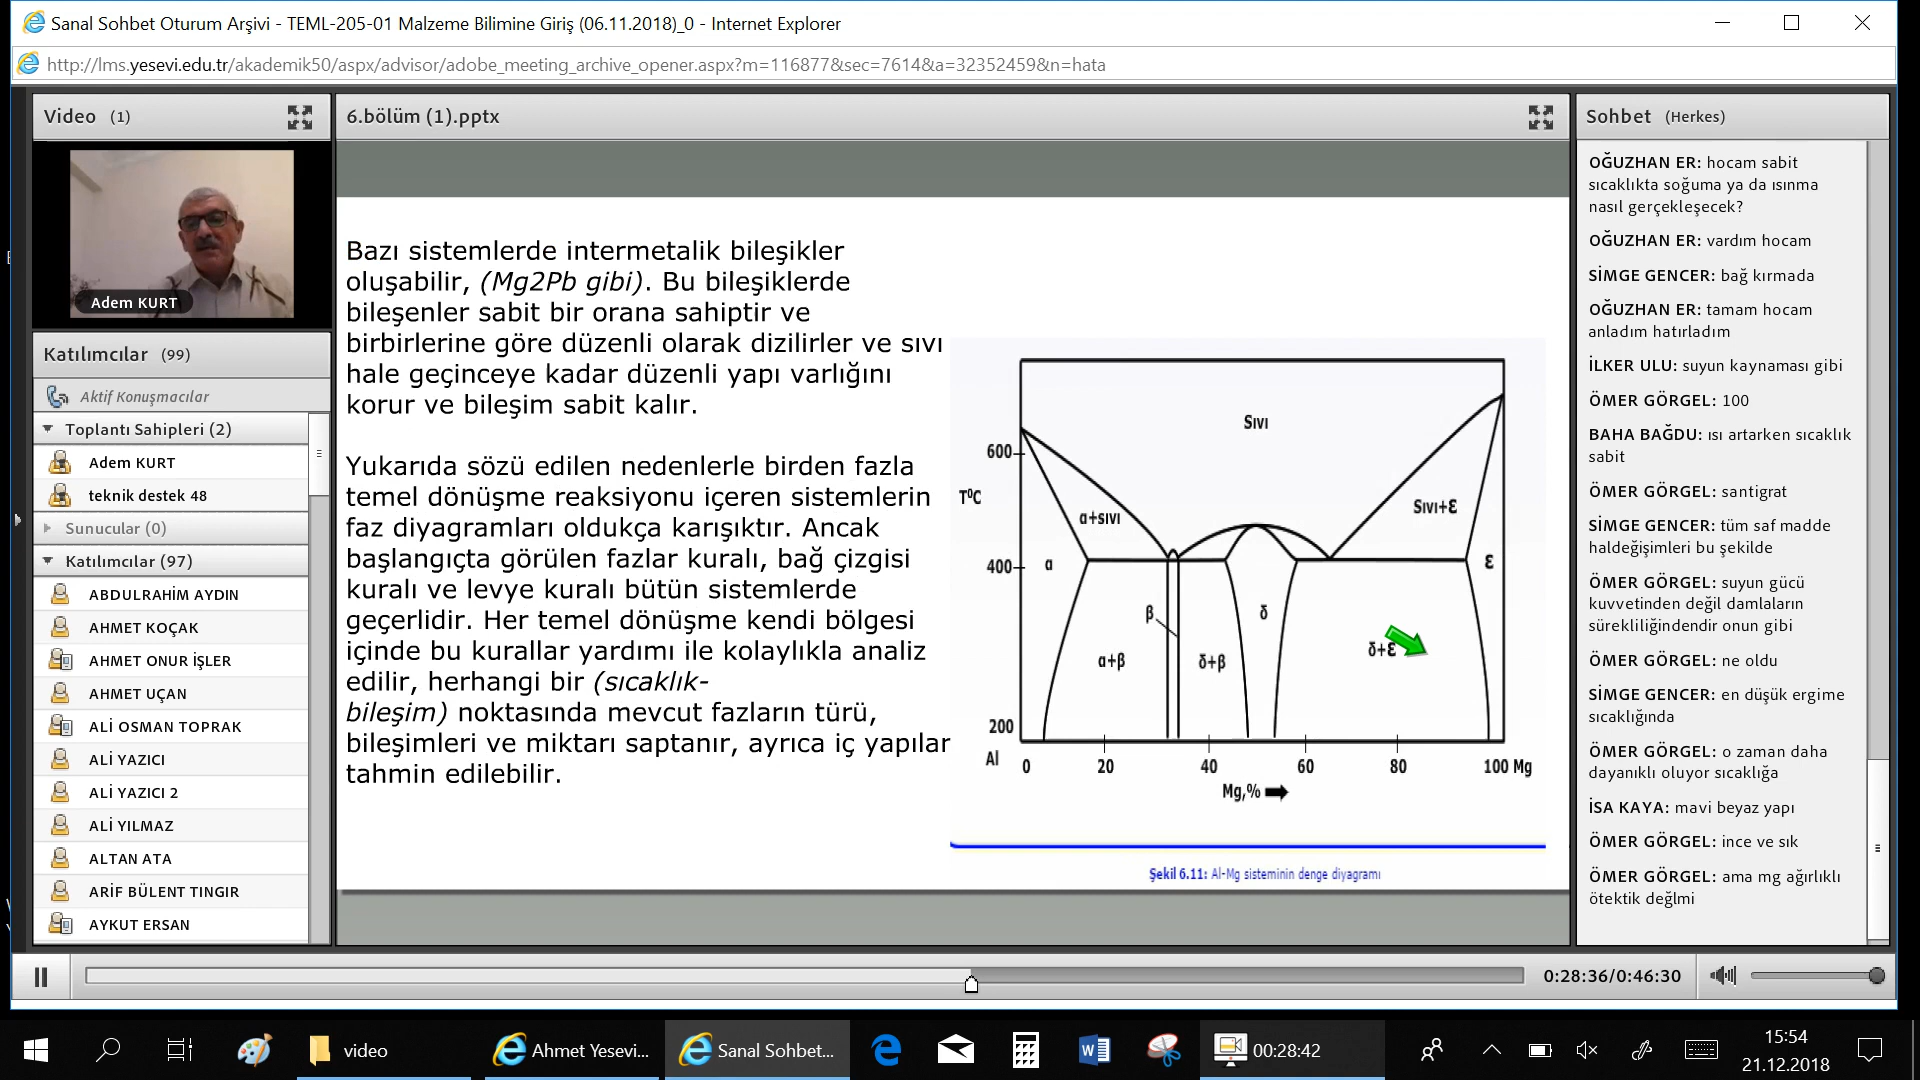 Sanal Sohbet Oturum Arşivi - TEML-205-01 Malzeme Bilimine Giriş (06.11.2018)_0 - Internet Explorer
http://lms.yesevi.edu.tr/akademik50/aspx/advisor/adobe_meeting_archive_opener.aspx?m=116877&sec=7614&a=32352459&n=hata
Video (1)
Adem KURT
Katılımcılar (99)
Aktif Konuşmacılar
Toplantı Sahipleri (2)
Adem KURT
teknik destek 48
Sunucular (0)
Katılımcılar (97)
ABDULRAHİM AYDIN
AHMET KOÇAK
AHMET ONUR İŞLER
AHMET UÇAN
ALİ OSMAN TOPRAK
ALİ YAZICI
ALİ YAZICI 2
ALİ YILMAZ
ALTAN ATA
ARİF BÜLENT TINGIR
AYKUT ERSAN
6.bölüm (1).pptx
Bazı sistemlerde intermetalik bileşikler
oluşabilir, (Mg2Pb gibi). Bu bileşiklerde
bileşenler sabit bir orana sahiptir ve
birbirlerine göre düzenli olarak dizilirler ve sıvı
hale geçinceye kadar düzenli yapı varlığını
korur ve bileşim sabit kalır.
Yukarıda sözü edilen nedenlerle birden fazla
temel dönüşme reaksiyonu içeren sistemlerin
faz diyagramları oldukça karışıktır. Ancak
başlangıçta görülen fazlar kuralı, bağ çizgisi
kuralı ve levye kuralı bütün sistemlerde
geçerlidir. Her temel dönüşme kendi bölgesi
içinde bu kurallar yardımı ile kolaylıkla analiz
edilir, herhangi bir (sıcaklık-
bileşim) noktasında mevcut fazların türü,
bileşimleri ve miktarı saptanır, ayrıca iç yapılar
tahmin edilebilir.
Sıvı
600
T⁰C
α+sıvı
Sıvı+ε
400
α
ε
β
δ
α+β
δ+β
δ+ε
200
Al
0 20 40 60 80 100 Mg
Mg,%
Şekil 6.11: Al-Mg sisteminin denge diyagramı
Sohbet (Herkes)
OĞUZHAN ER: hocam sabit
sıcaklıkta soğuma ya da ısınma
nasıl gerçekleşecek?
OĞUZHAN ER: vardım hocam
SİMGE GENCER: bağ kırmada
OĞUZHAN ER: tamam hocam
anladım hatırladım
İLKER ULU: suyun kaynaması gibi
ÖMER GÖRGEL: 100
BAHA BAĞDU: ısı artarken sıcaklık
sabit
ÖMER GÖRGEL: santigrat
SİMGE GENCER: tüm saf madde
haldeğişimleri bu şekilde
ÖMER GÖRGEL: suyun gücü
kuvvetinden değil damlaların
sürekliliğindendir onun gibi
ÖMER GÖRGEL: ne oldu
SİMGE GENCER: en düşük ergime
sıcaklığında
ÖMER GÖRGEL: o zaman daha
dayanıklı oluyor sıcaklığa
İSA KAYA: mavi beyaz yapı
ÖMER GÖRGEL: ince ve sık
ÖMER GÖRGEL: ama mg ağırlıklı
ötektik değlmi
0:28:36/0:46:30
video
Ahmet Yesevi...
Sanal Sohbet...
00:28:42
15:54
21.12.2018